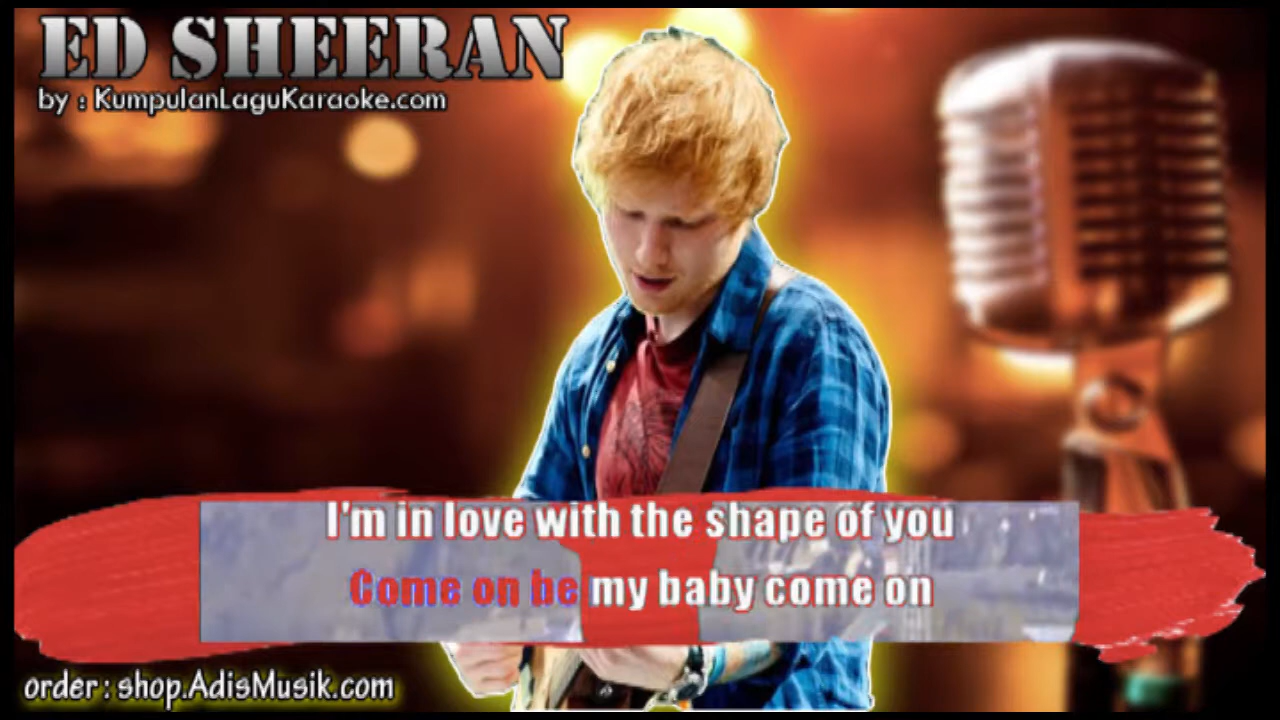 ED SHEERAN
by : KumpulanLaguKaraoke.com
I'm in love with the shape of you
Come on be my baby come on
order : shop.AdisMusik.com